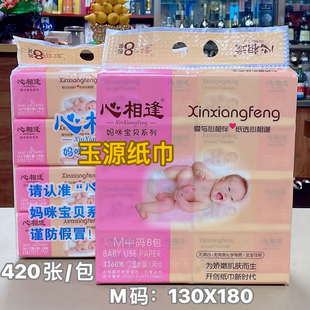 心相逢
XinXiangfeng
妈咪宝贝系列
Xinxiangfeng
爱与心相伴 纸选心相逢
玉源纸巾
请认准“心
妈咪宝贝系
谨防假冒！
M中码8包
BABY USE PAPER
为娇嫩肌肤而生
开创纸巾新时代
420张/包
M码：130X180